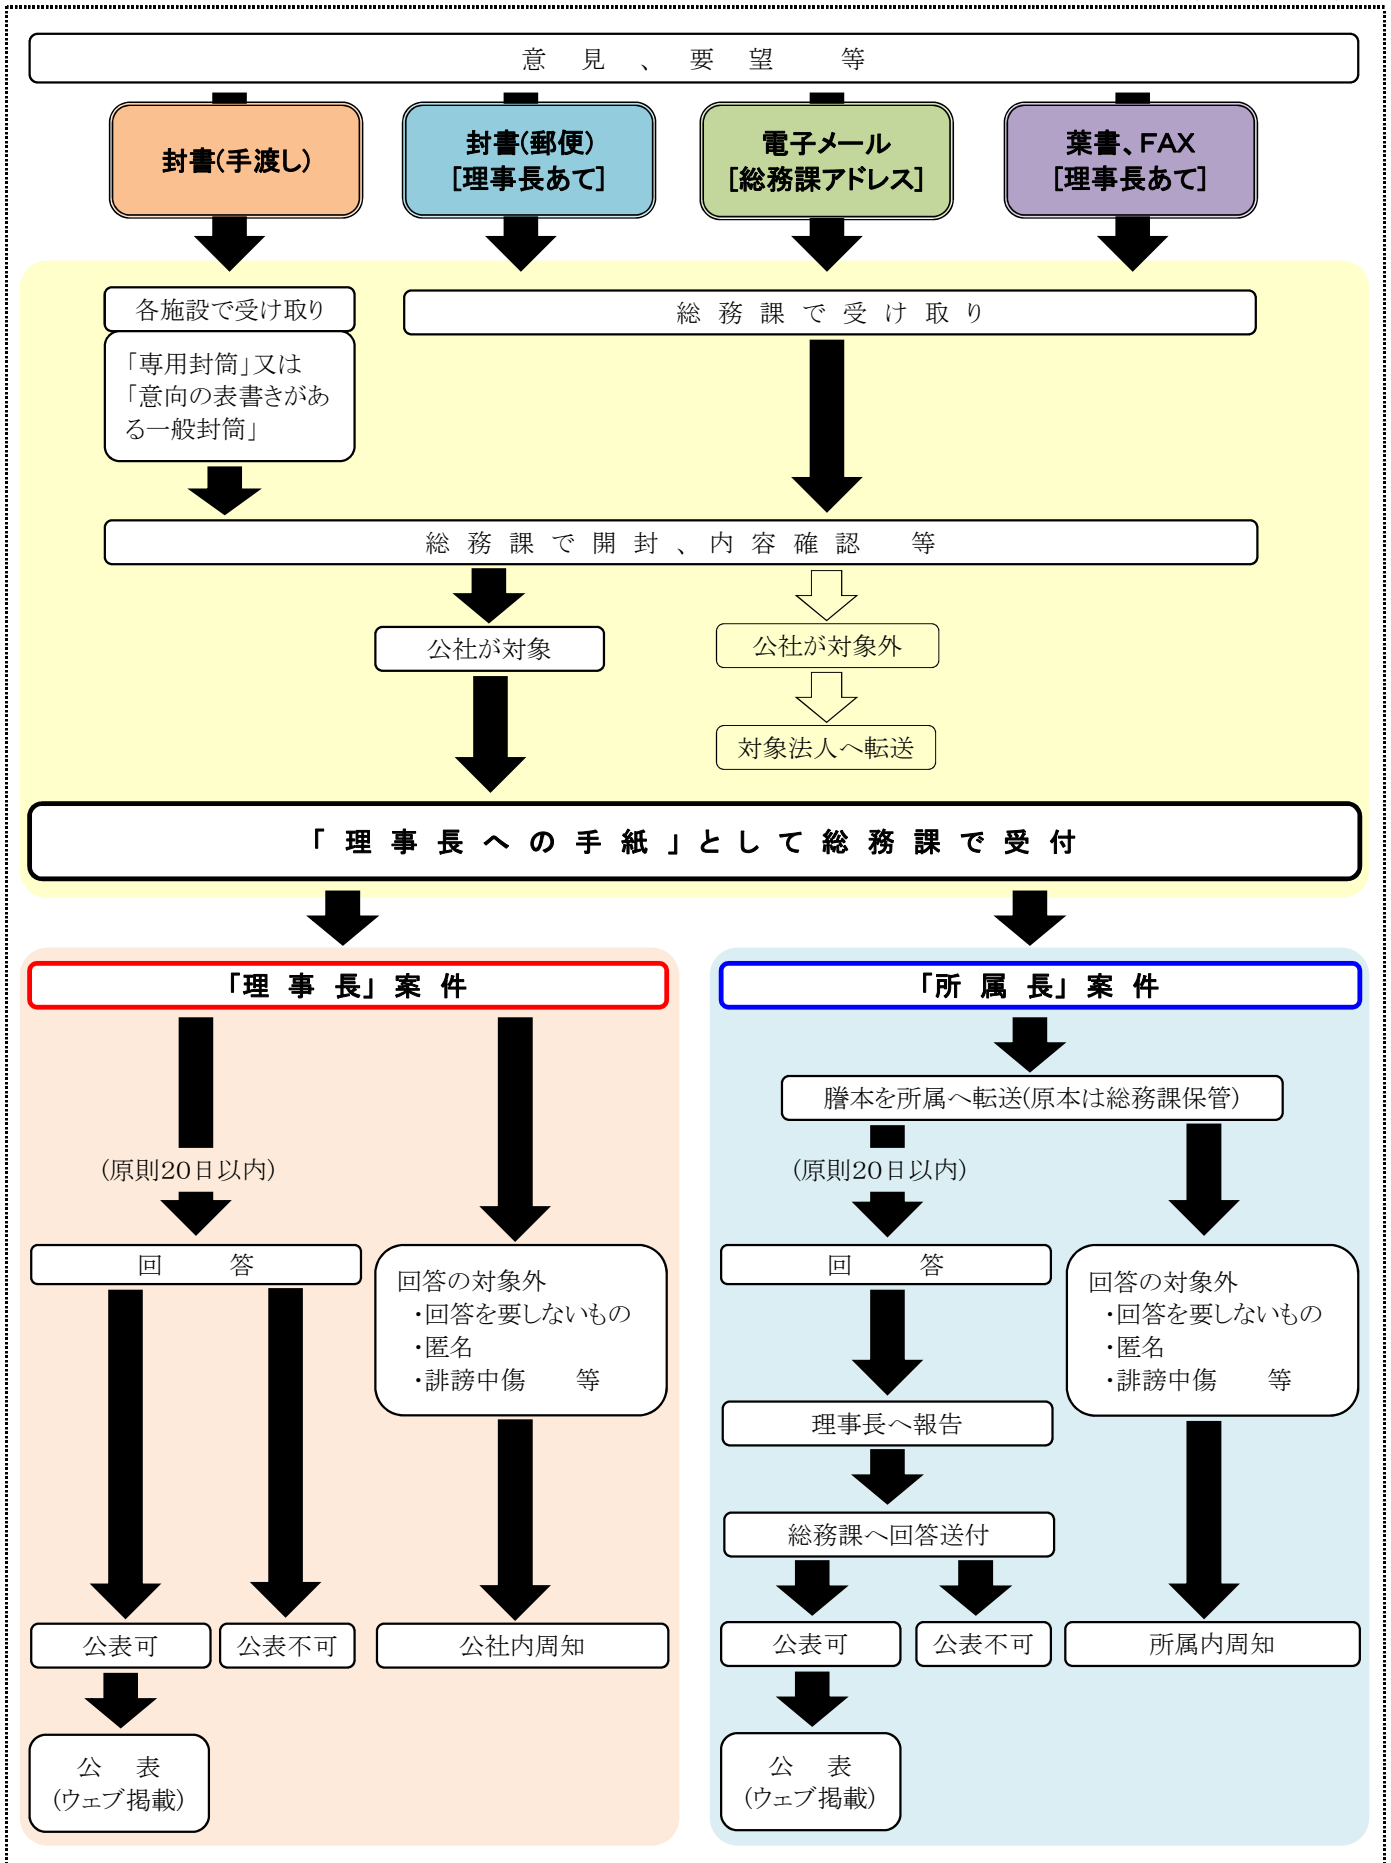 意見、要望 等
封書(手渡し)
封書(郵便)
[理事長あて]
電子メール
[総務課アドレス]
葉書、FAX
[理事長あて]
各施設で受け取り
総務課で受け取り
「専用封筒」又は
「意向の表書きがあ
る一般封筒」
総務課で開封、内容確認 等
公社が対象
公社が対象外
対象法人へ転送
「理事長への手紙」として総務課で受付
「理事長」案件
(原則20日以内)
回 答
回答の対象外
・回答を要しないもの
・匿名
・誹謗中傷 等
公表可
公表不可
公社内周知
公 表
(ウェブ掲載)
「所属長」案件
謄本を所属へ転送(原本は総務課保管)
(原則20日以内)
回 答
回答の対象外
・回答を要しないもの
・匿名
・誹謗中傷 等
理事長へ報告
総務課へ回答送付
公表可
公表不可
所属内周知
公 表
(ウェブ掲載)